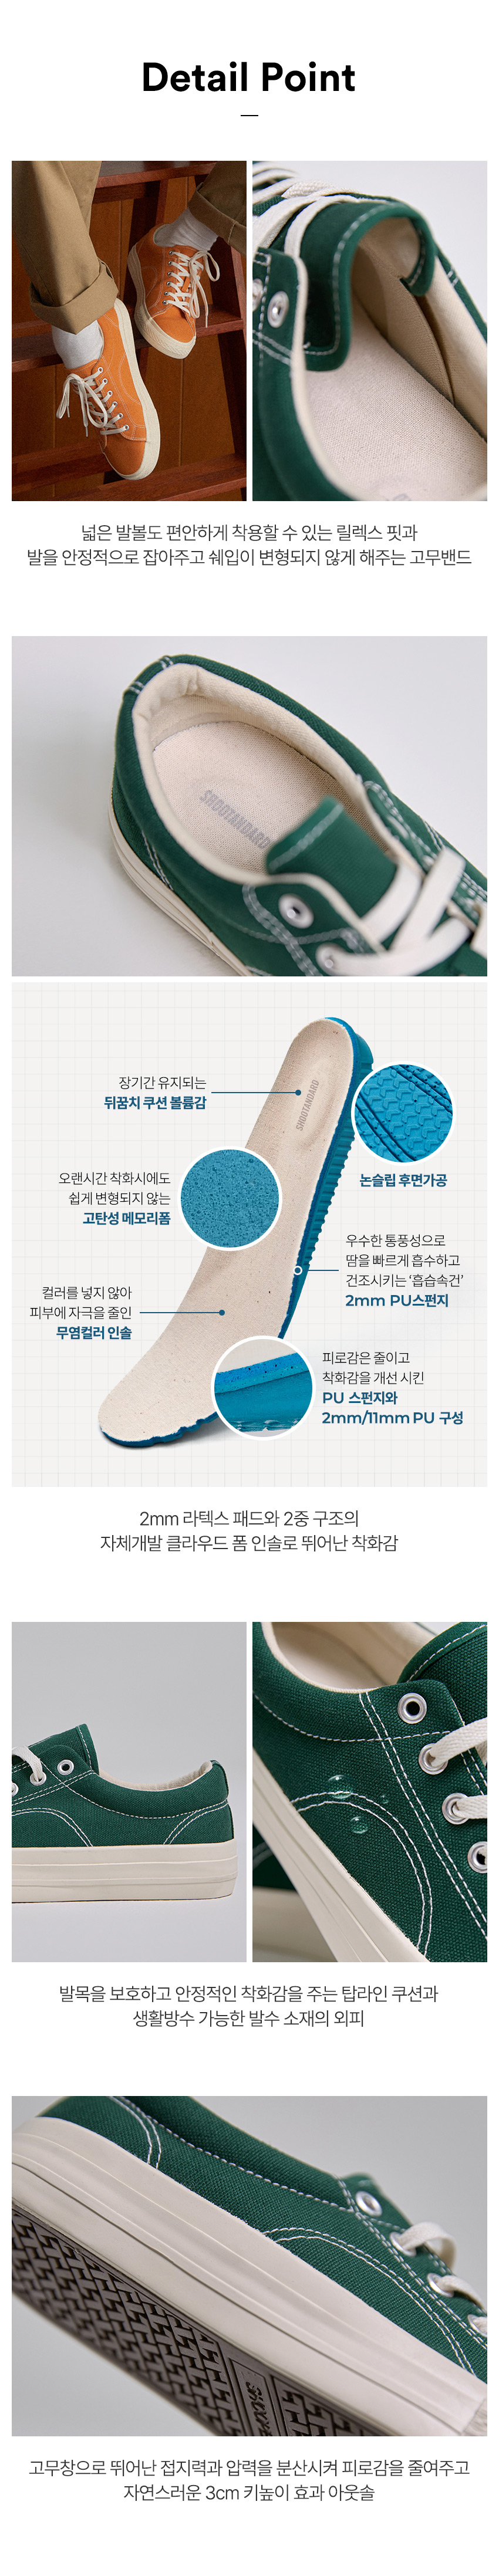 Detail Point
넓은 발볼도 편안하게 착용할 수 있는 릴렉스 핏과
발을 안정적으로 잡아주고 쉐입이 변형되지 않게 해주는 고무밴드
SHOOTANDARD
장기간 유지되는
뒤꿈치 쿠션 볼륨감
SHOOTANDARD
논슬립 후면가공
오랜시간 착화시에도
쉽게 변형되지 않는
고탄성 메모리폼
우수한 통풍성으로
땀을 빠르게 흡수하고
건조시키는 ‘흡습속건’
2mm PU스펀지
컬러를 넣지 않아
피부에 자극을 줄인
무염컬러 인솔
피로감은 줄이고
착화감을 개선 시킨
PU 스펀지와
2mm/11mm PU 구성
2mm 라텍스 패드와 2중 구조의
자체개발 클라우드 폼 인솔로 뛰어난 착화감
발목을 보호하고 안정적인 착화감을 주는 탑라인 쿠션과
생활방수 가능한 발수 소재의 외피
고무창으로 뛰어난 접지력과 압력을 분산시켜 피로감을 줄여주고
자연스러운 3cm 키높이 효과 아웃솔